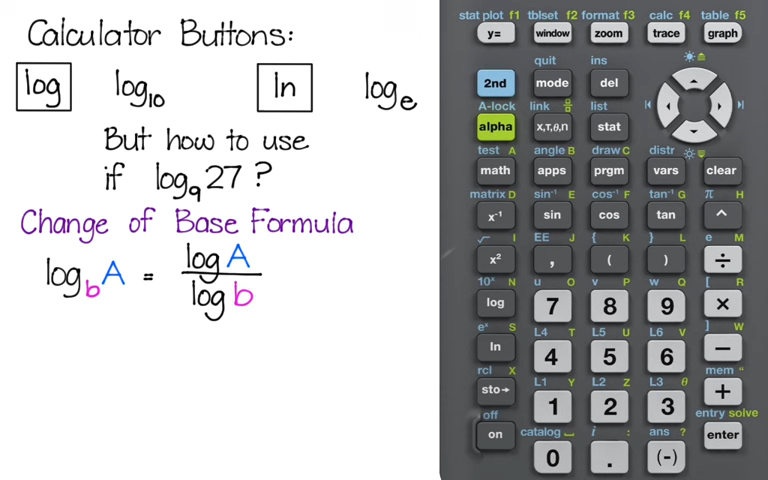 Calculator Buttons:
log log₁₀ ln logₑ
But how to use
if log₉27 ?
Change of Base Formula
log_b A = log A / log b
stat plot f1 tblset f2 format f3 calc f4 table f5
y= window zoom trace graph
quit ins
2nd mode del
A-lock link list
alpha X,T,θ,n stat
test A angle B draw C distr
math apps prgm vars clear
matrix D sin⁻¹ E cos⁻¹ F tan⁻¹ G π H
x⁻¹ sin cos tan ^
√ I EE J { K } L e M
x² , ( ) ÷
10ˣ N u O v P w Q [ R
log 7 8 9 ×
eˣ S L4 T L5 U L6 V ] W
ln 4 5 6 −
rcl X L1 Y L2 Z L3 θ mem "
sto→ 1 2 3 +
off catalog i : ans ? entry solve
on 0 . (-) enter